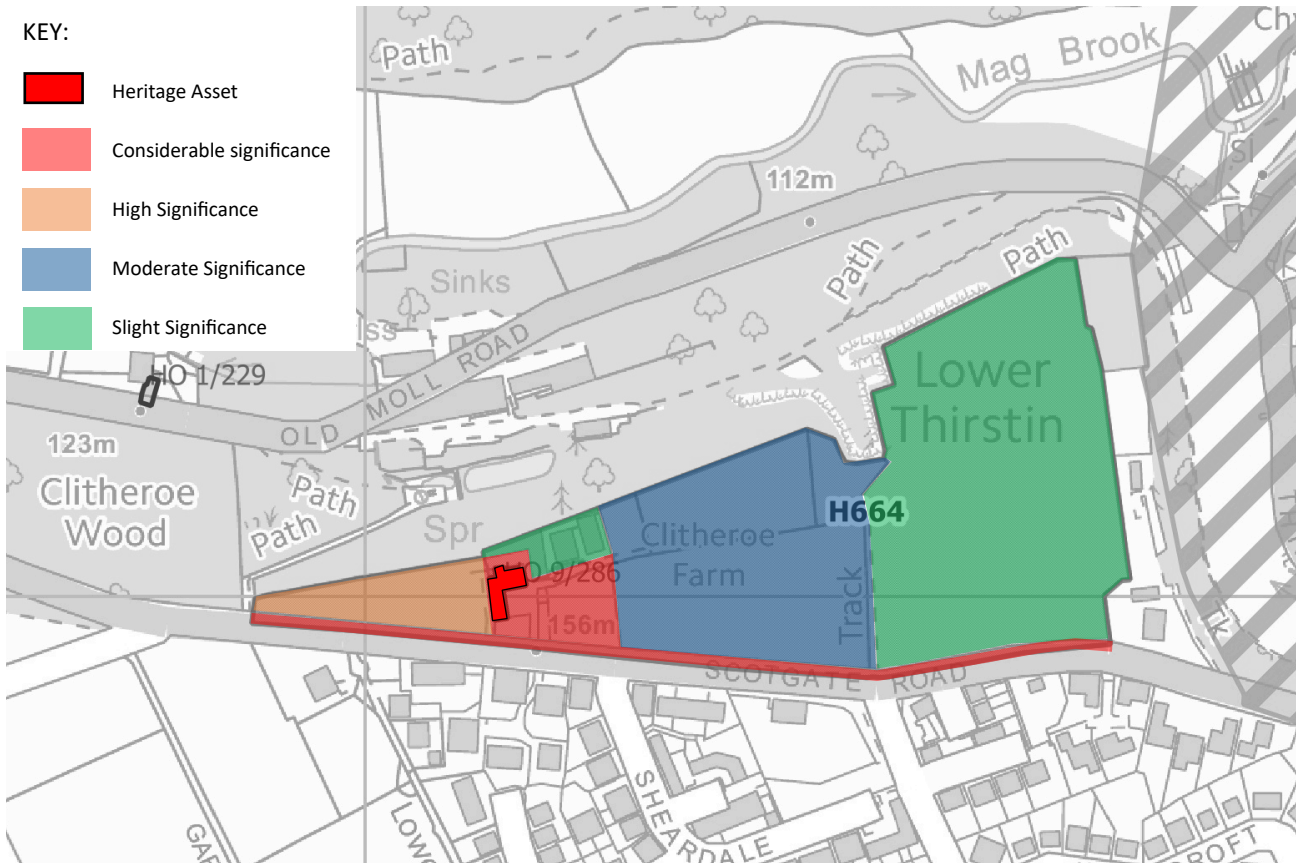 KEY:
Heritage Asset
Considerable significance
High Significance
Moderate Significance
Slight Significance
Path
Mag Brook
112m
Sinks
Path
Path
Lower
Thirstin
HO 1/229
OLD MOLL ROAD
123m
Clitheroe
Wood
Path
Path
Spr
H664
Clitheroe
Farm
HO 9/286
156m
Track
SCOTGATE ROAD
SHEARDALE